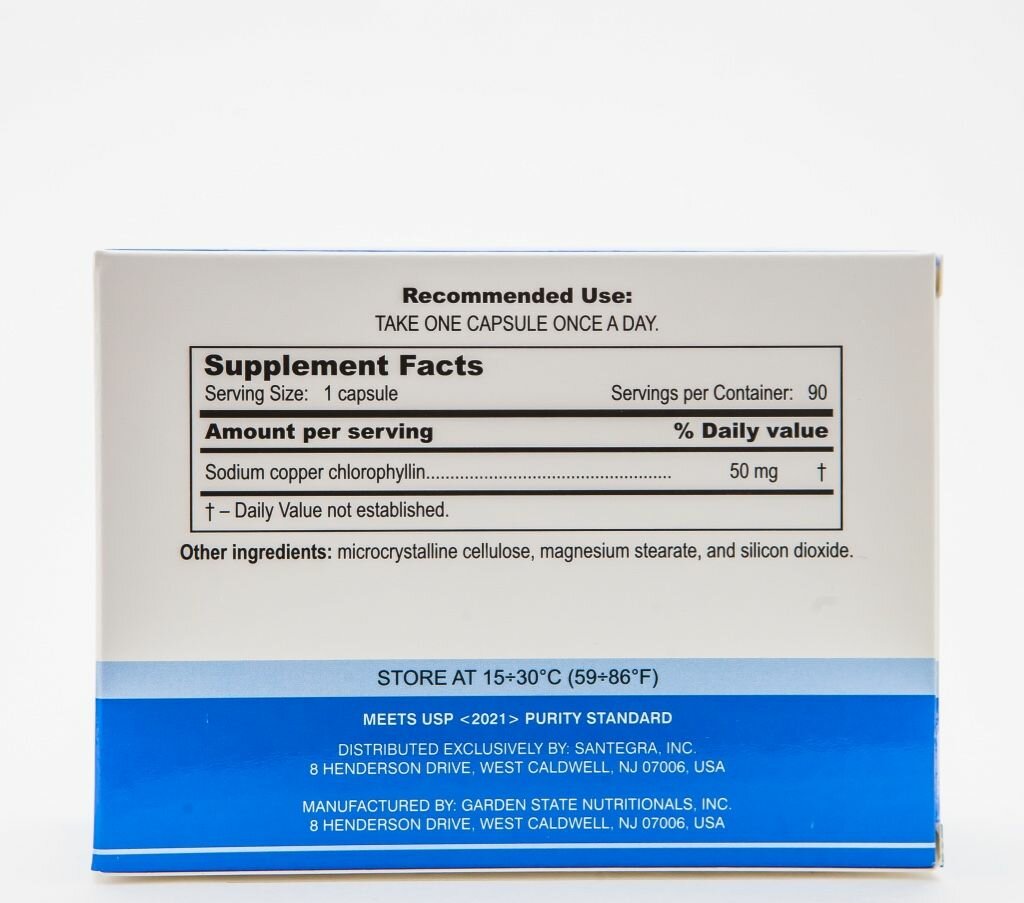 Recommended Use:
TAKE ONE CAPSULE ONCE A DAY.
Supplement Facts
Serving Size: 1 capsule Servings per Container: 90
Amount per serving % Daily value
Sodium copper chlorophyllin.................................................... 50 mg †
† – Daily Value not established.
Other ingredients: microcrystalline cellulose, magnesium stearate, and silicon dioxide.
STORE AT 15÷30°C (59÷86°F)
MEETS USP <2021> PURITY STANDARD
DISTRIBUTED EXCLUSIVELY BY: SANTEGRA, INC.
8 HENDERSON DRIVE, WEST CALDWELL, NJ 07006, USA
MANUFACTURED BY: GARDEN STATE NUTRITIONALS, INC.
8 HENDERSON DRIVE, WEST CALDWELL, NJ 07006, USA